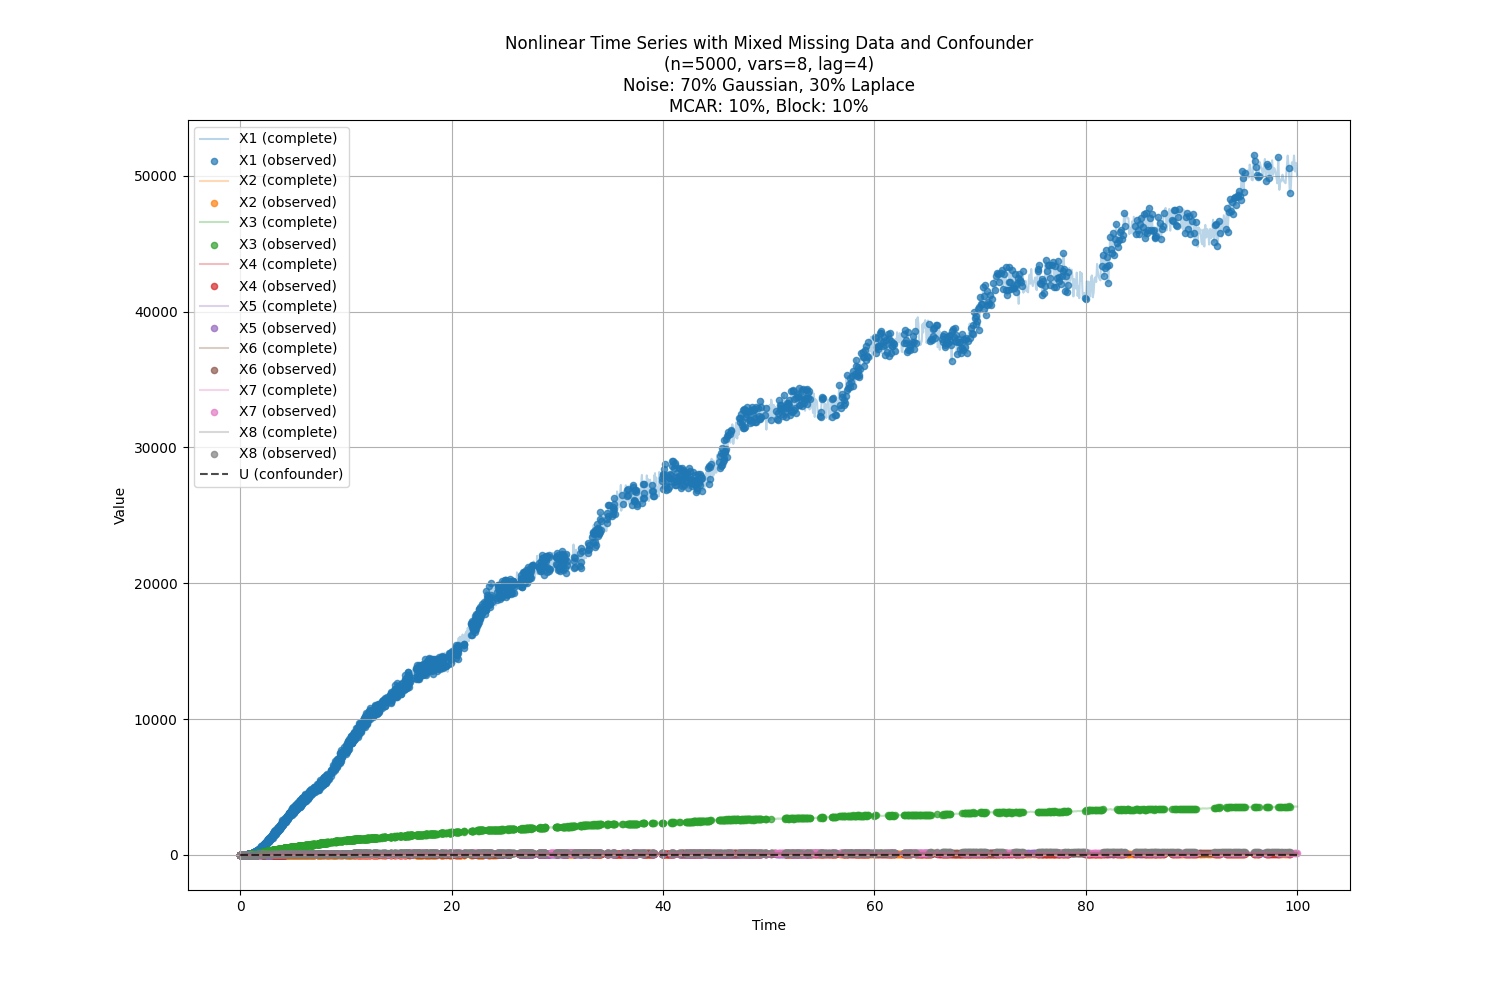 Nonlinear Time Series with Mixed Missing Data and Confounder
(n=5000, vars=8, lag=4)
Noise: 70% Gaussian, 30% Laplace
MCAR: 10%, Block: 10%
X1 (complete)
X1 (observed)
X2 (complete)
X2 (observed)
X3 (complete)
X3 (observed)
X4 (complete)
X4 (observed)
X5 (complete)
X5 (observed)
X6 (complete)
X6 (observed)
X7 (complete)
X7 (observed)
X8 (complete)
X8 (observed)
U (confounder)
Value
50000
40000
30000
20000
10000
0
0 20 40 60 80 100
Time